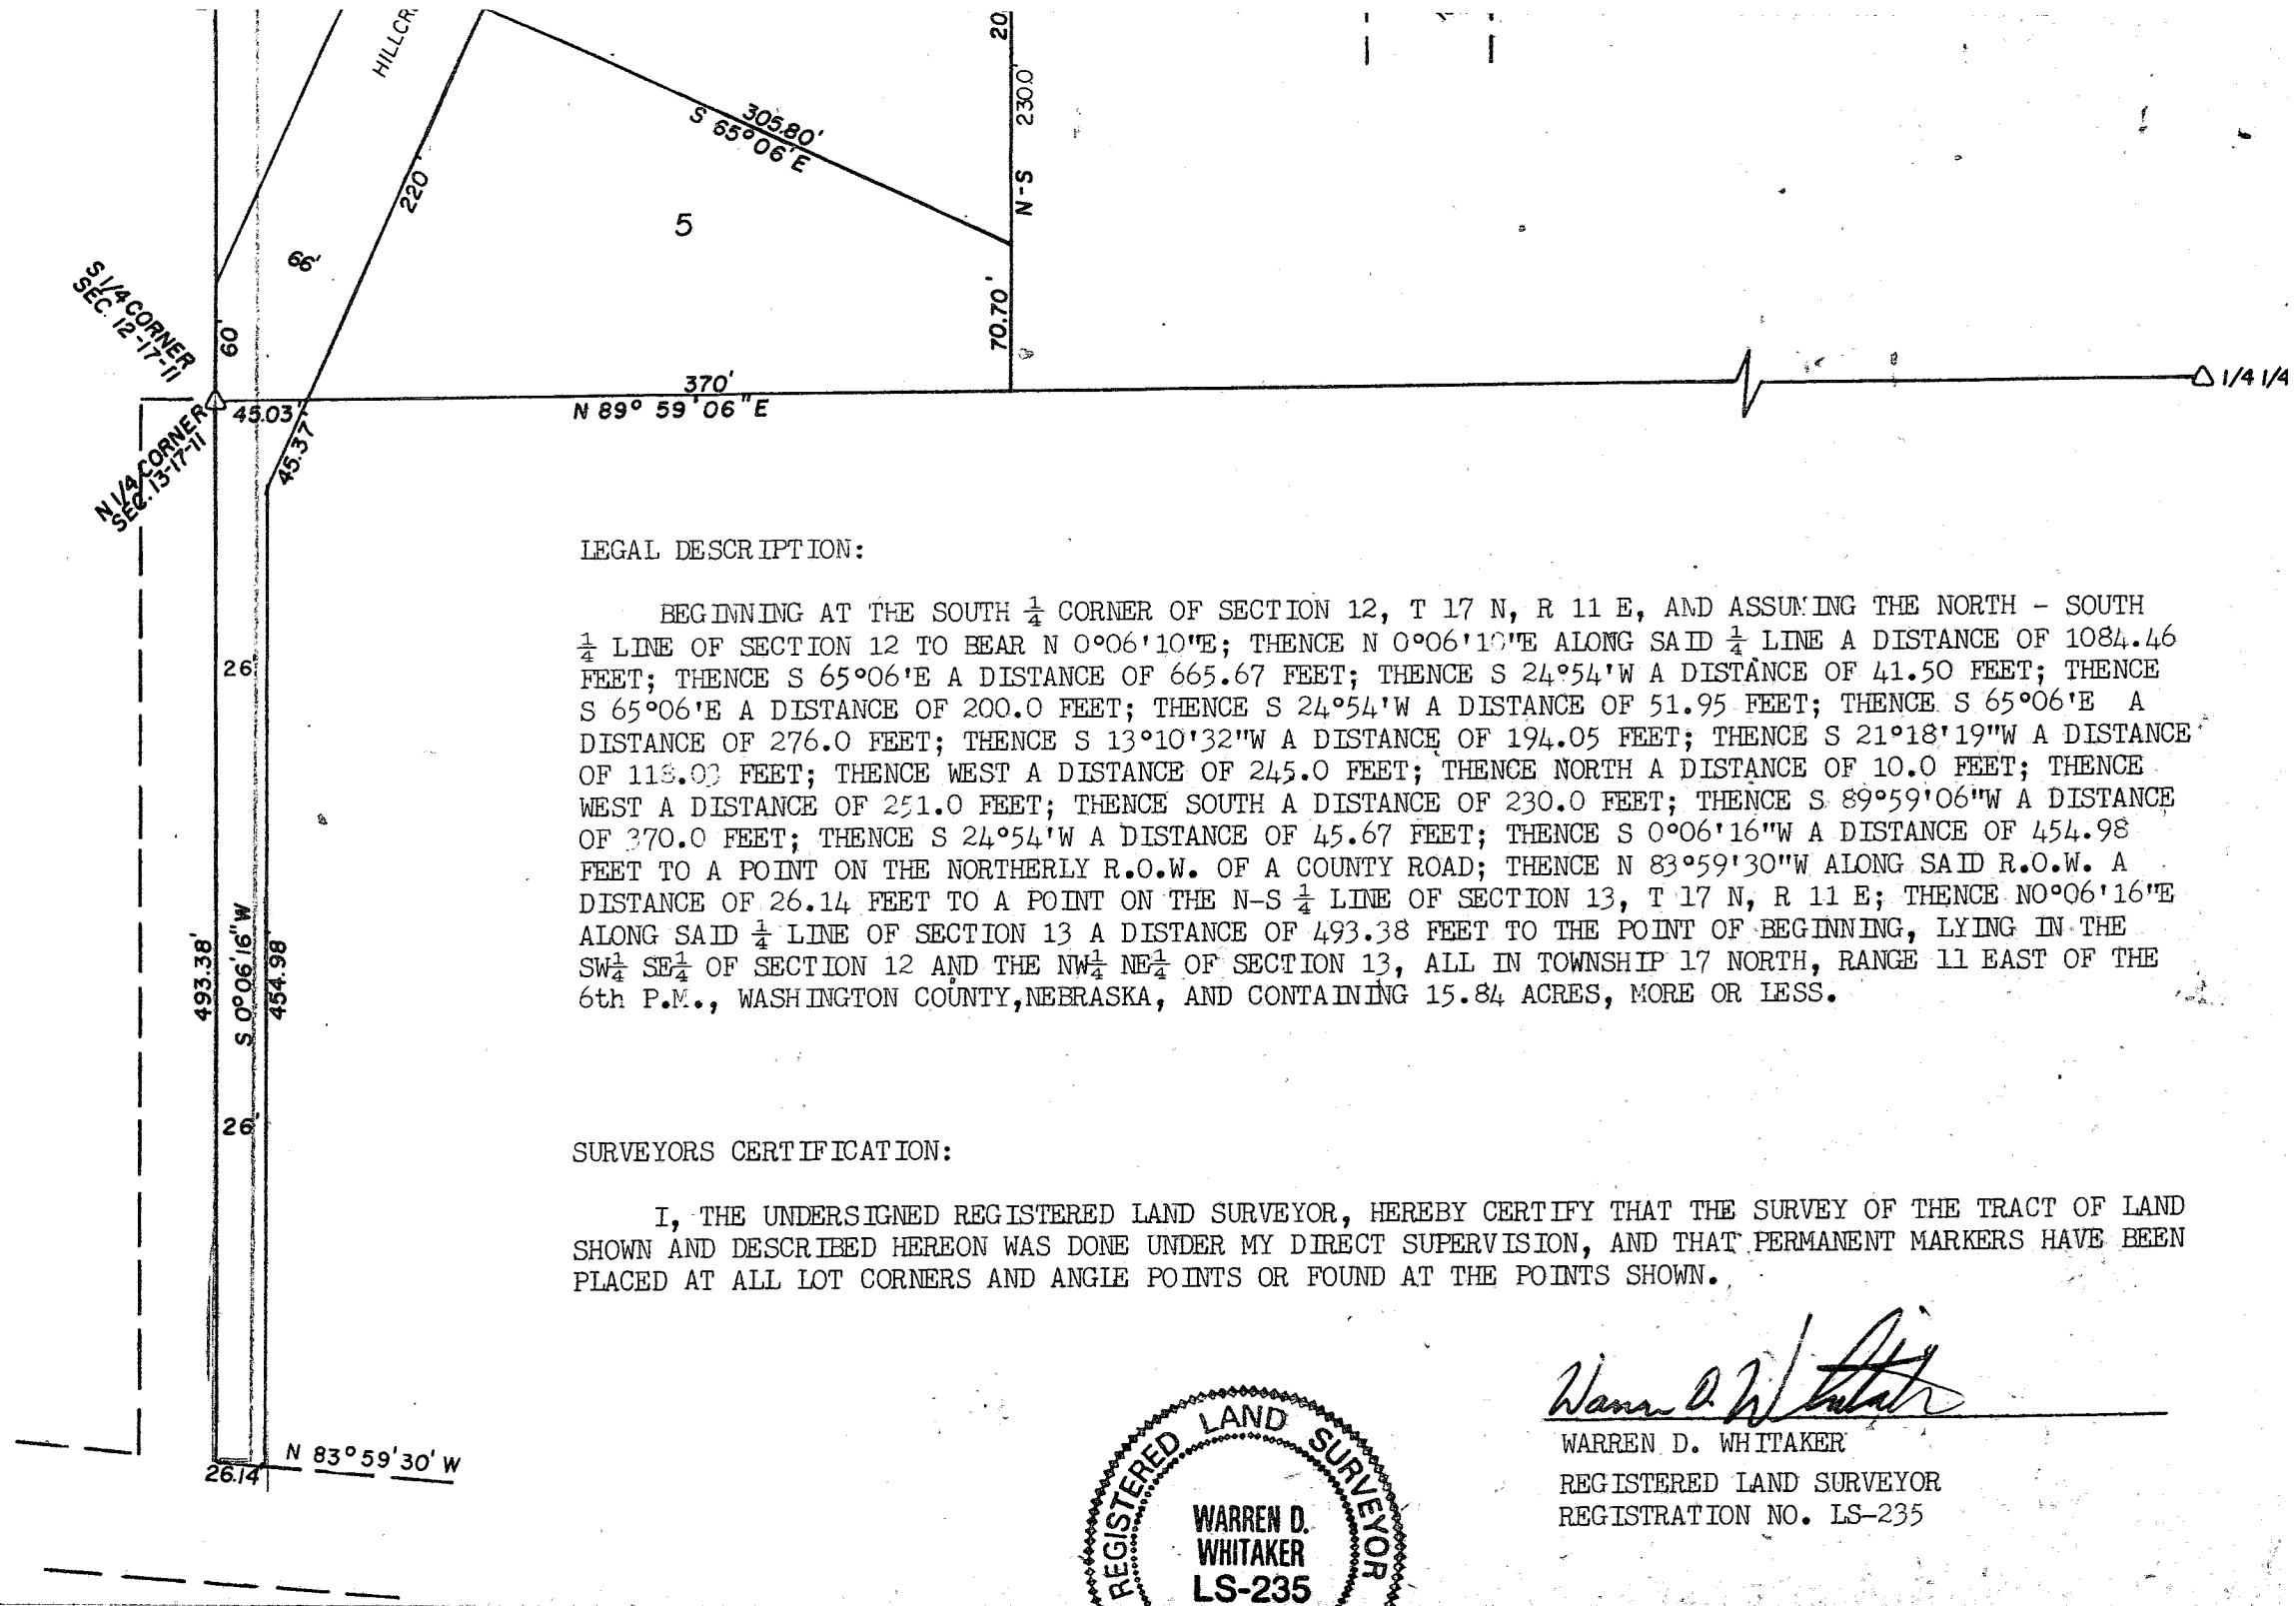 HILLCR
20
230.0'
N-S
305.80'
S 65° 06' E
220'
5
66'
S 1/4 CORNER
SEC. 12-17-11
60'
70.70'
370'
N 89° 59' 06" E
45.03
45.37
1/4 1/4
N 1/4 CORNER
SEC. 13-17-11
LEGAL DESCRIPTION:
BEGINNING AT THE SOUTH 1/4 CORNER OF SECTION 12, T 17 N, R 11 E, AND ASSUMING THE NORTH - SOUTH
1/4 LINE OF SECTION 12 TO BEAR N 0°06'10"E; THENCE N 0°06'10"E ALONG SAID 1/4 LINE A DISTANCE OF 1084.46
FEET; THENCE S 65°06'E A DISTANCE OF 665.67 FEET; THENCE S 24°54'W A DISTANCE OF 41.50 FEET; THENCE
S 65°06'E A DISTANCE OF 200.0 FEET; THENCE S 24°54'W A DISTANCE OF 51.95 FEET; THENCE S 65°06'E A
DISTANCE OF 276.0 FEET; THENCE S 13°10'32"W A DISTANCE OF 194.05 FEET; THENCE S 21°18'19"W A DISTANCE
OF FEET; THENCE WEST A DISTANCE OF 245.0 FEET; THENCE NORTH A DISTANCE OF 10.0 FEET; THENCE
WEST A DISTANCE OF 251.0 FEET; THENCE SOUTH A DISTANCE OF 230.0 FEET; THENCE S 89°59'06"W A DISTANCE
OF 370.0 FEET; THENCE S 24°54'W A DISTANCE OF 45.67 FEET; THENCE S 0°06'16"W A DISTANCE OF 454.98
FEET TO A POINT ON THE NORTHERLY R.O.W. OF A COUNTY ROAD; THENCE N 83°59'30"W ALONG SAID R.O.W. A
DISTANCE OF 26.14 FEET TO A POINT ON THE N-S 1/4 LINE OF SECTION 13, T 17 N, R 11 E; THENCE N0°06'16"E
ALONG SAID 1/4 LINE OF SECTION 13 A DISTANCE OF 493.38 FEET TO THE POINT OF BEGINNING, LYING IN THE
SW1/4 SE1/4 OF SECTION 12 AND THE NW1/4 NE1/4 OF SECTION 13, ALL IN TOWNSHIP 17 NORTH, RANGE 11 EAST OF THE
6th P.M., WASHINGTON COUNTY,NEBRASKA, AND CONTAINING 15.84 ACRES, MORE OR LESS.
26'
493.38'
S 0°06'16"W
454.98'
26'
26.14
N 83°59'30' W
SURVEYORS CERTIFICATION:
I, THE UNDERSIGNED REGISTERED LAND SURVEYOR, HEREBY CERTIFY THAT THE SURVEY OF THE TRACT OF LAND
SHOWN AND DESCRIBED HEREON WAS DONE UNDER MY DIRECT SUPERVISION, AND THAT PERMANENT MARKERS HAVE BEEN
PLACED AT ALL LOT CORNERS AND ANGLE POINTS OR FOUND AT THE POINTS SHOWN.
Warren D. Whitaker
WARREN D. WHITAKER
REGISTERED LAND SURVEYOR
REGISTRATION NO. LS-235
REGISTERED LAND SURVEYOR
WARREN D.
WHITAKER
LS-235